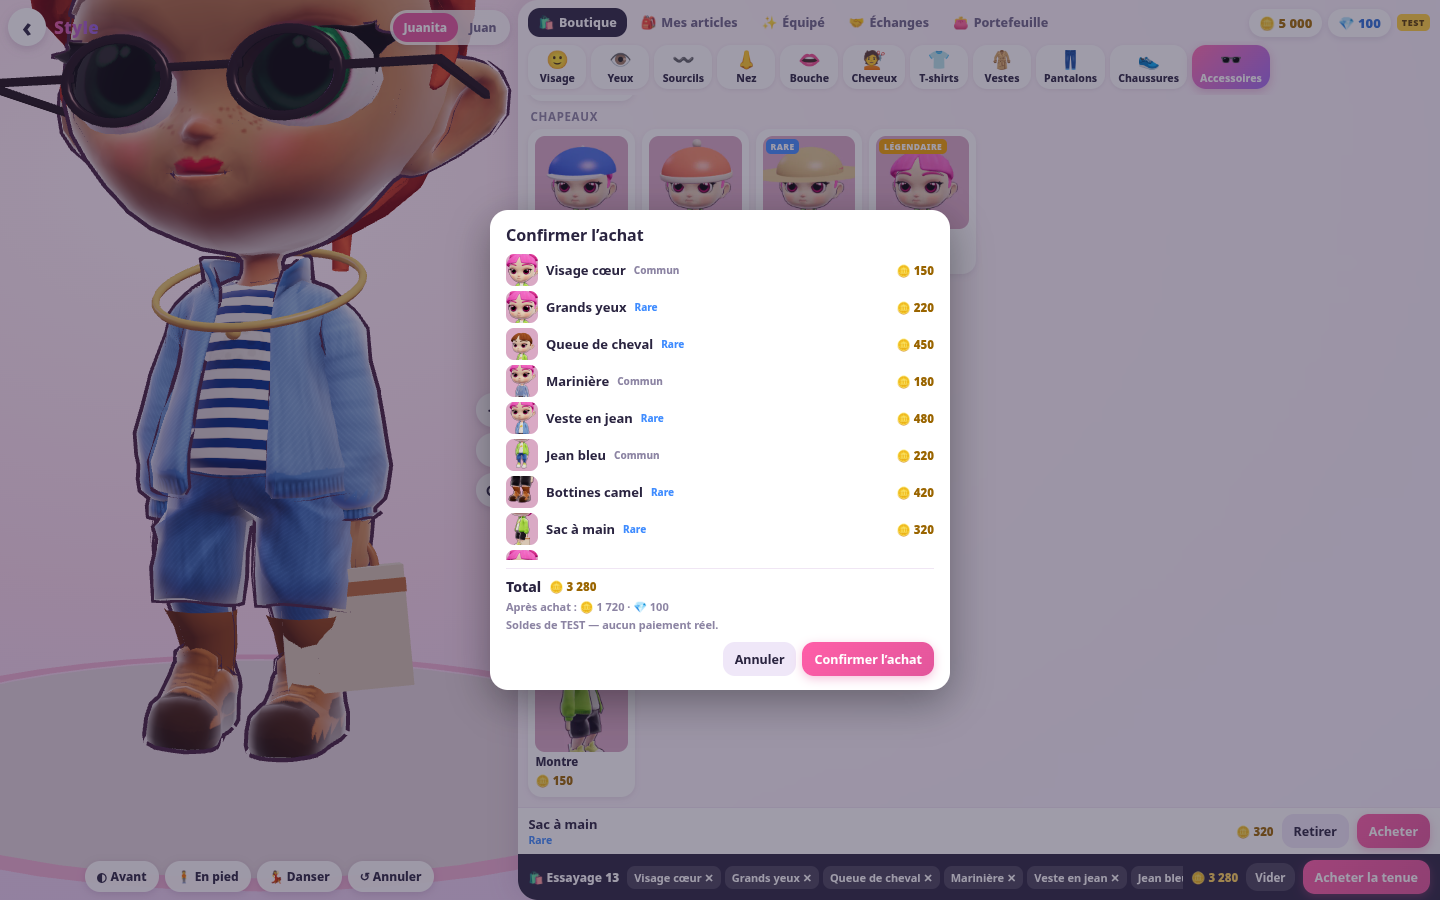 ‹ Style
Juanita Juan
Boutique Mes articles Équipé Échanges Portefeuille
5 000 100 TEST
Visage Yeux Sourcils Nez Bouche Cheveux T-shirts Vestes Pantalons Chaussures Accessoires
CHAPEAUX
RARE LÉGENDAIRE
Confirmer l’achat
Visage cœur Commun 150
Grands yeux Rare 220
Queue de cheval Rare 450
Marinière Commun 180
Veste en jean Rare 480
Jean bleu Commun 220
Bottines camel Rare 420
Sac à main Rare 320
Total 3 280
Après achat : 1 720 · 100
Soldes de TEST — aucun paiement réel.
Annuler Confirmer l’achat
Montre
150
Sac à main
Rare
320 Retirer Acheter
Avant En pied Danser ↺ Annuler
Essayage 13 Visage cœur ✕ Grands yeux ✕ Queue de cheval ✕ Marinière ✕ Veste en jean ✕ Jean bleu 3 280 Vider Acheter la tenue